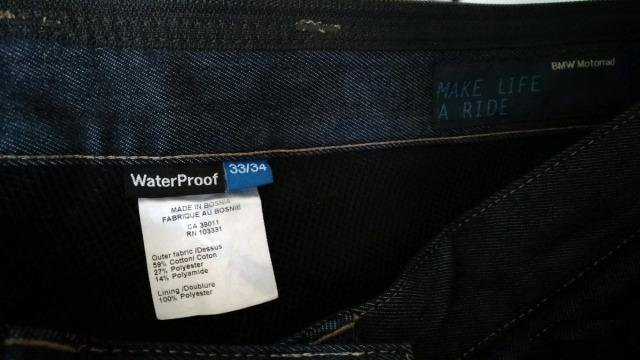 BMW Motorrad
MAKE LIFE
A RIDE
WaterProof
33/34
MADE IN BOSNIA
FABRIQUE AU BOSNIE
CA 39011
RN 103331
Outer fabric /Dessus
59% Cotton/ Coton
27% Polyester
14% Polyamide
Lining /Doublure
100% Polyester